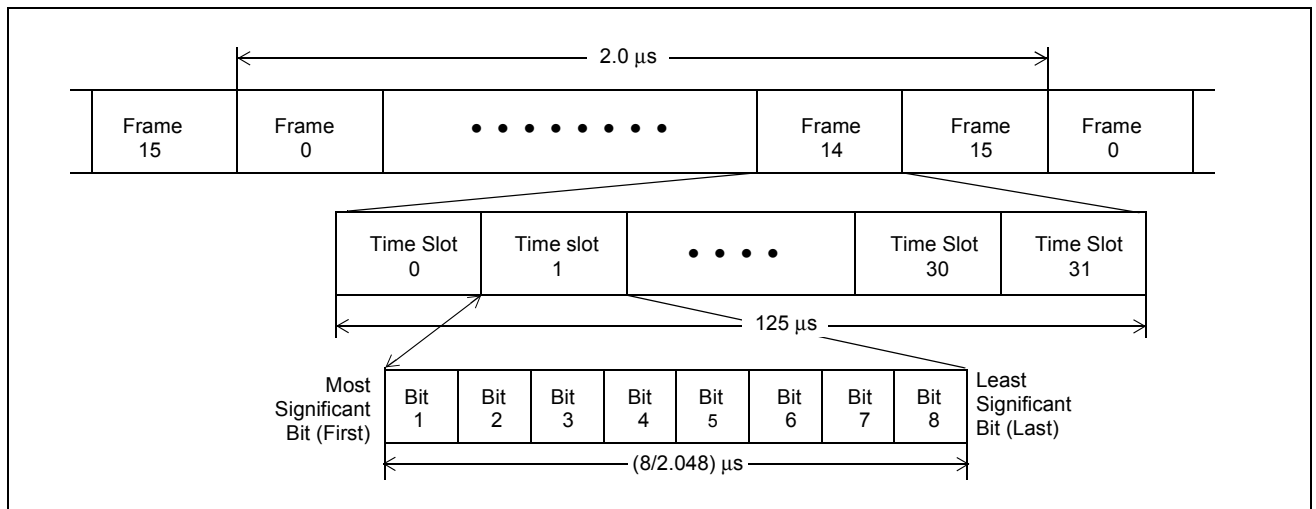 2.0 μs
Frame 15
Frame 0
• • • • • • • •
Frame 14
Frame 15
Frame 0
Time Slot 0
Time slot 1
• • • •
Time Slot 30
Time Slot 31
125 μs
Most Significant Bit (First)
Bit 1
Bit 2
Bit 3
Bit 4
Bit 5
Bit 6
Bit 7
Bit 8
Least Significant Bit (Last)
(8/2.048) μs